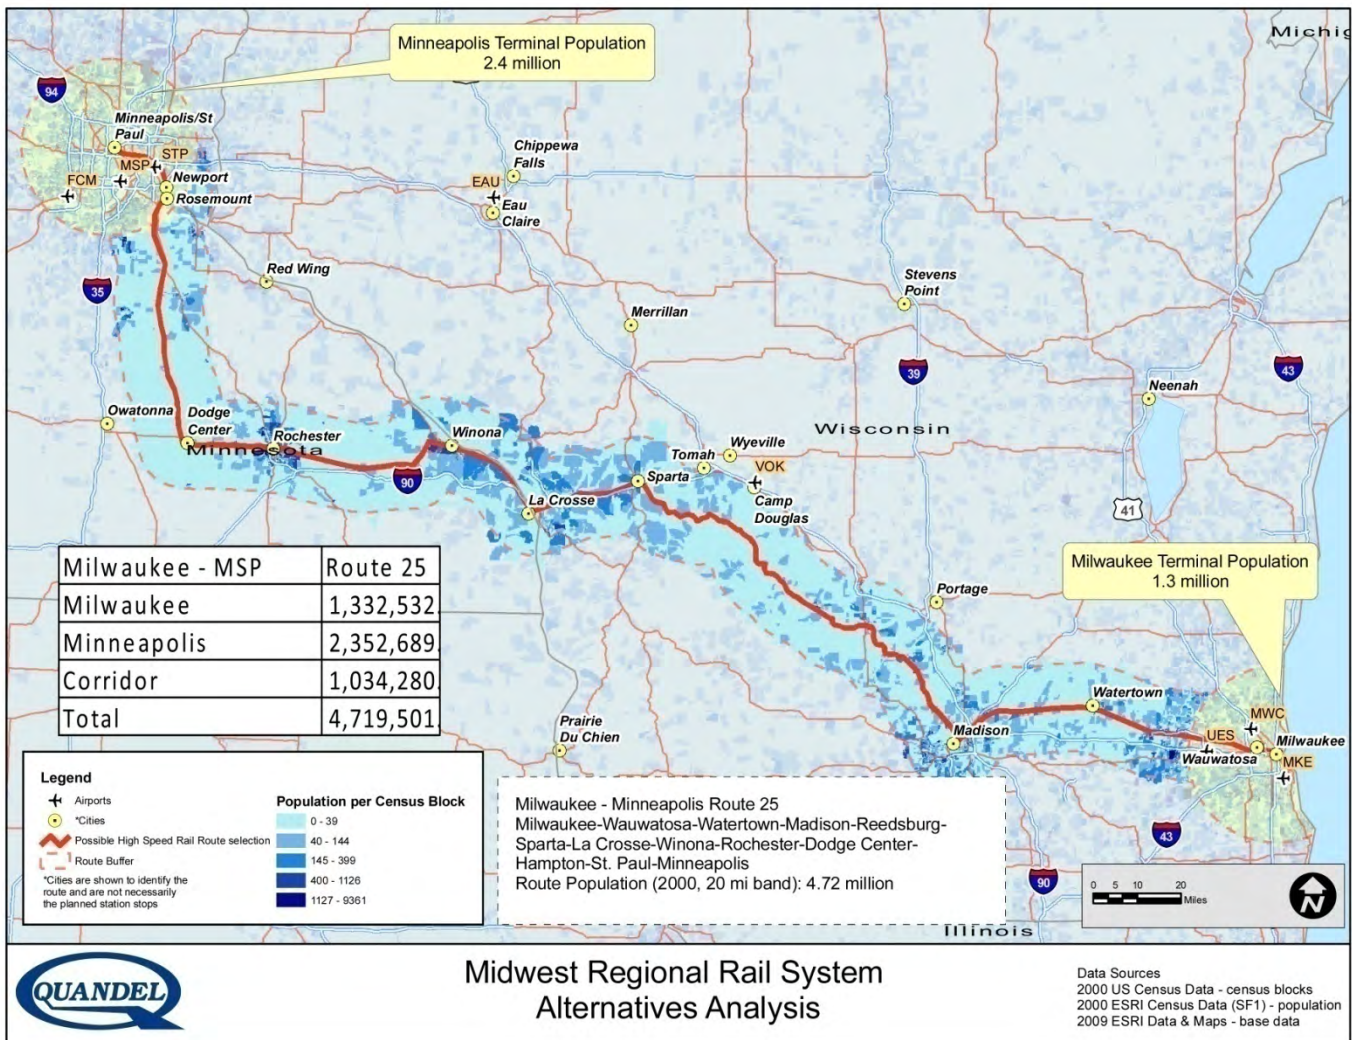 Michig
Minneapolis Terminal Population
2.4 million
94
Minneapolis/St
Paul
MSP
STP
FCM
Newport
Rosemount
Chippewa
Falls
EAU
Eau
Claire
35
Red Wing
Stevens
Point
Merrillan
39
43
Neenah
Owatonna
Dodge
Center
Rochester
Minnesota
Winona
Wisconsin
Wyeville
Tomah
VOK
90
Sparta
Camp
Douglas
La Crosse
41
Milwaukee Terminal Population
1.3 million
Milwaukee - MSP Route 25
Milwaukee 1,332,532.
Minneapolis 2,352,689.
Corridor 1,034,280.
Total 4,719,501.
Portage
Watertown
Prairie
Du Chien
Madison
MWC
UES
Milwaukee
Wauwatosa
MKE
Legend
Airports
*Cities
Possible High Speed Rail Route selection
Route Buffer
*Cities are shown to identify the
route and are not necessarily
the planned station stops
Population per Census Block
0 - 39
40 - 144
145 - 399
400 - 1126
1127 - 9361
Milwaukee - Minneapolis Route 25
Milwaukee-Wauwatosa-Watertown-Madison-Reedsburg-
Sparta-La Crosse-Winona-Rochester-Dodge Center-
Hampton-St. Paul-Minneapolis
Route Population (2000, 20 mi band): 4.72 million
43
90
0 5 10 20
Miles
N
Illinois
QUANDEL
Midwest Regional Rail System
Alternatives Analysis
Data Sources
2000 US Census Data - census blocks
2000 ESRI Census Data (SF1) - population
2009 ESRI Data & Maps - base data